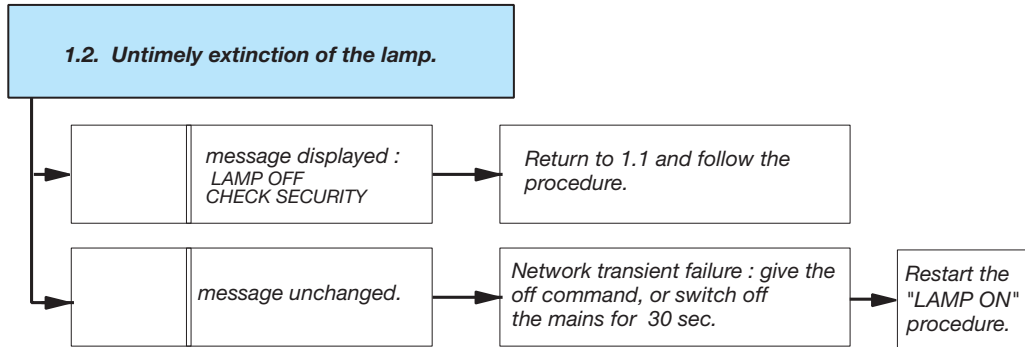 1.2. Untimely extinction of the lamp.
message displayed :
LAMP OFF
CHECK SECURITY
Return to 1.1 and follow the
procedure.
message unchanged.
Network transient failure : give the
off command, or switch off
the mains for 30 sec.
Restart the
"LAMP ON"
procedure.